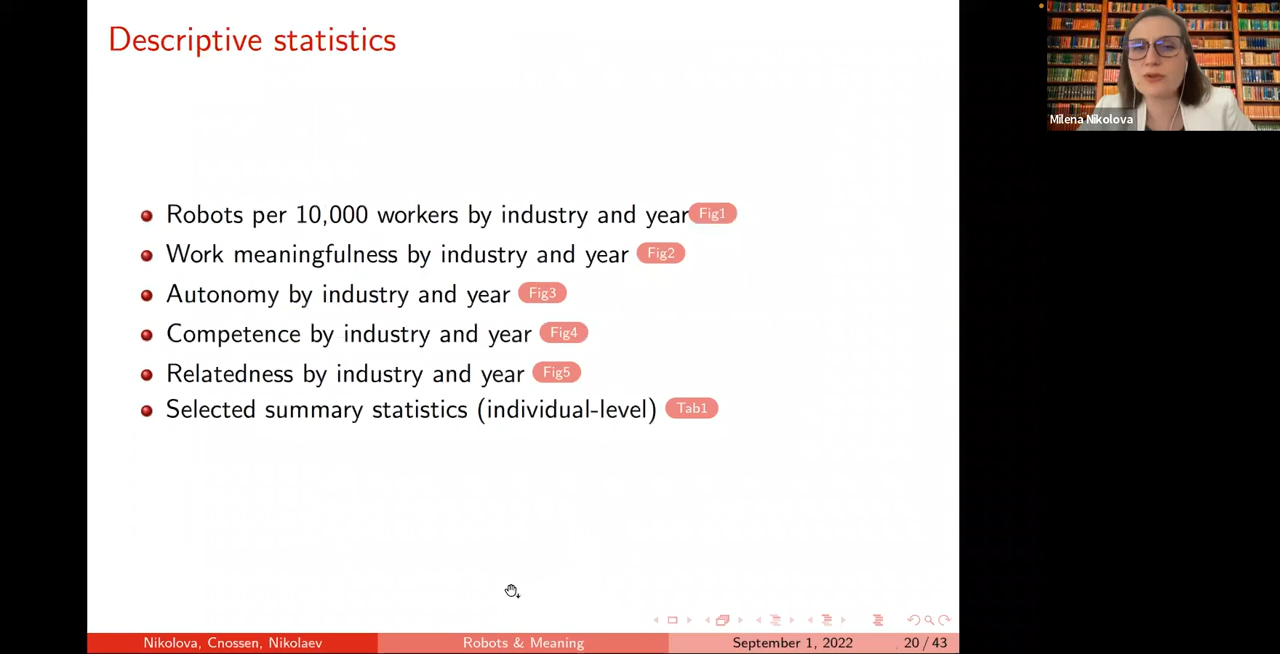 Descriptive statistics
Robots per 10,000 workers by industry and year Fig1
Work meaningfulness by industry and year Fig2
Autonomy by industry and year Fig3
Competence by industry and year Fig4
Relatedness by industry and year Fig5
Selected summary statistics (individual-level) Tab1
Nikolova, Cnossen, Nikolaev
Robots & Meaning
September 1, 2022
20 / 43
Milena Nikolova